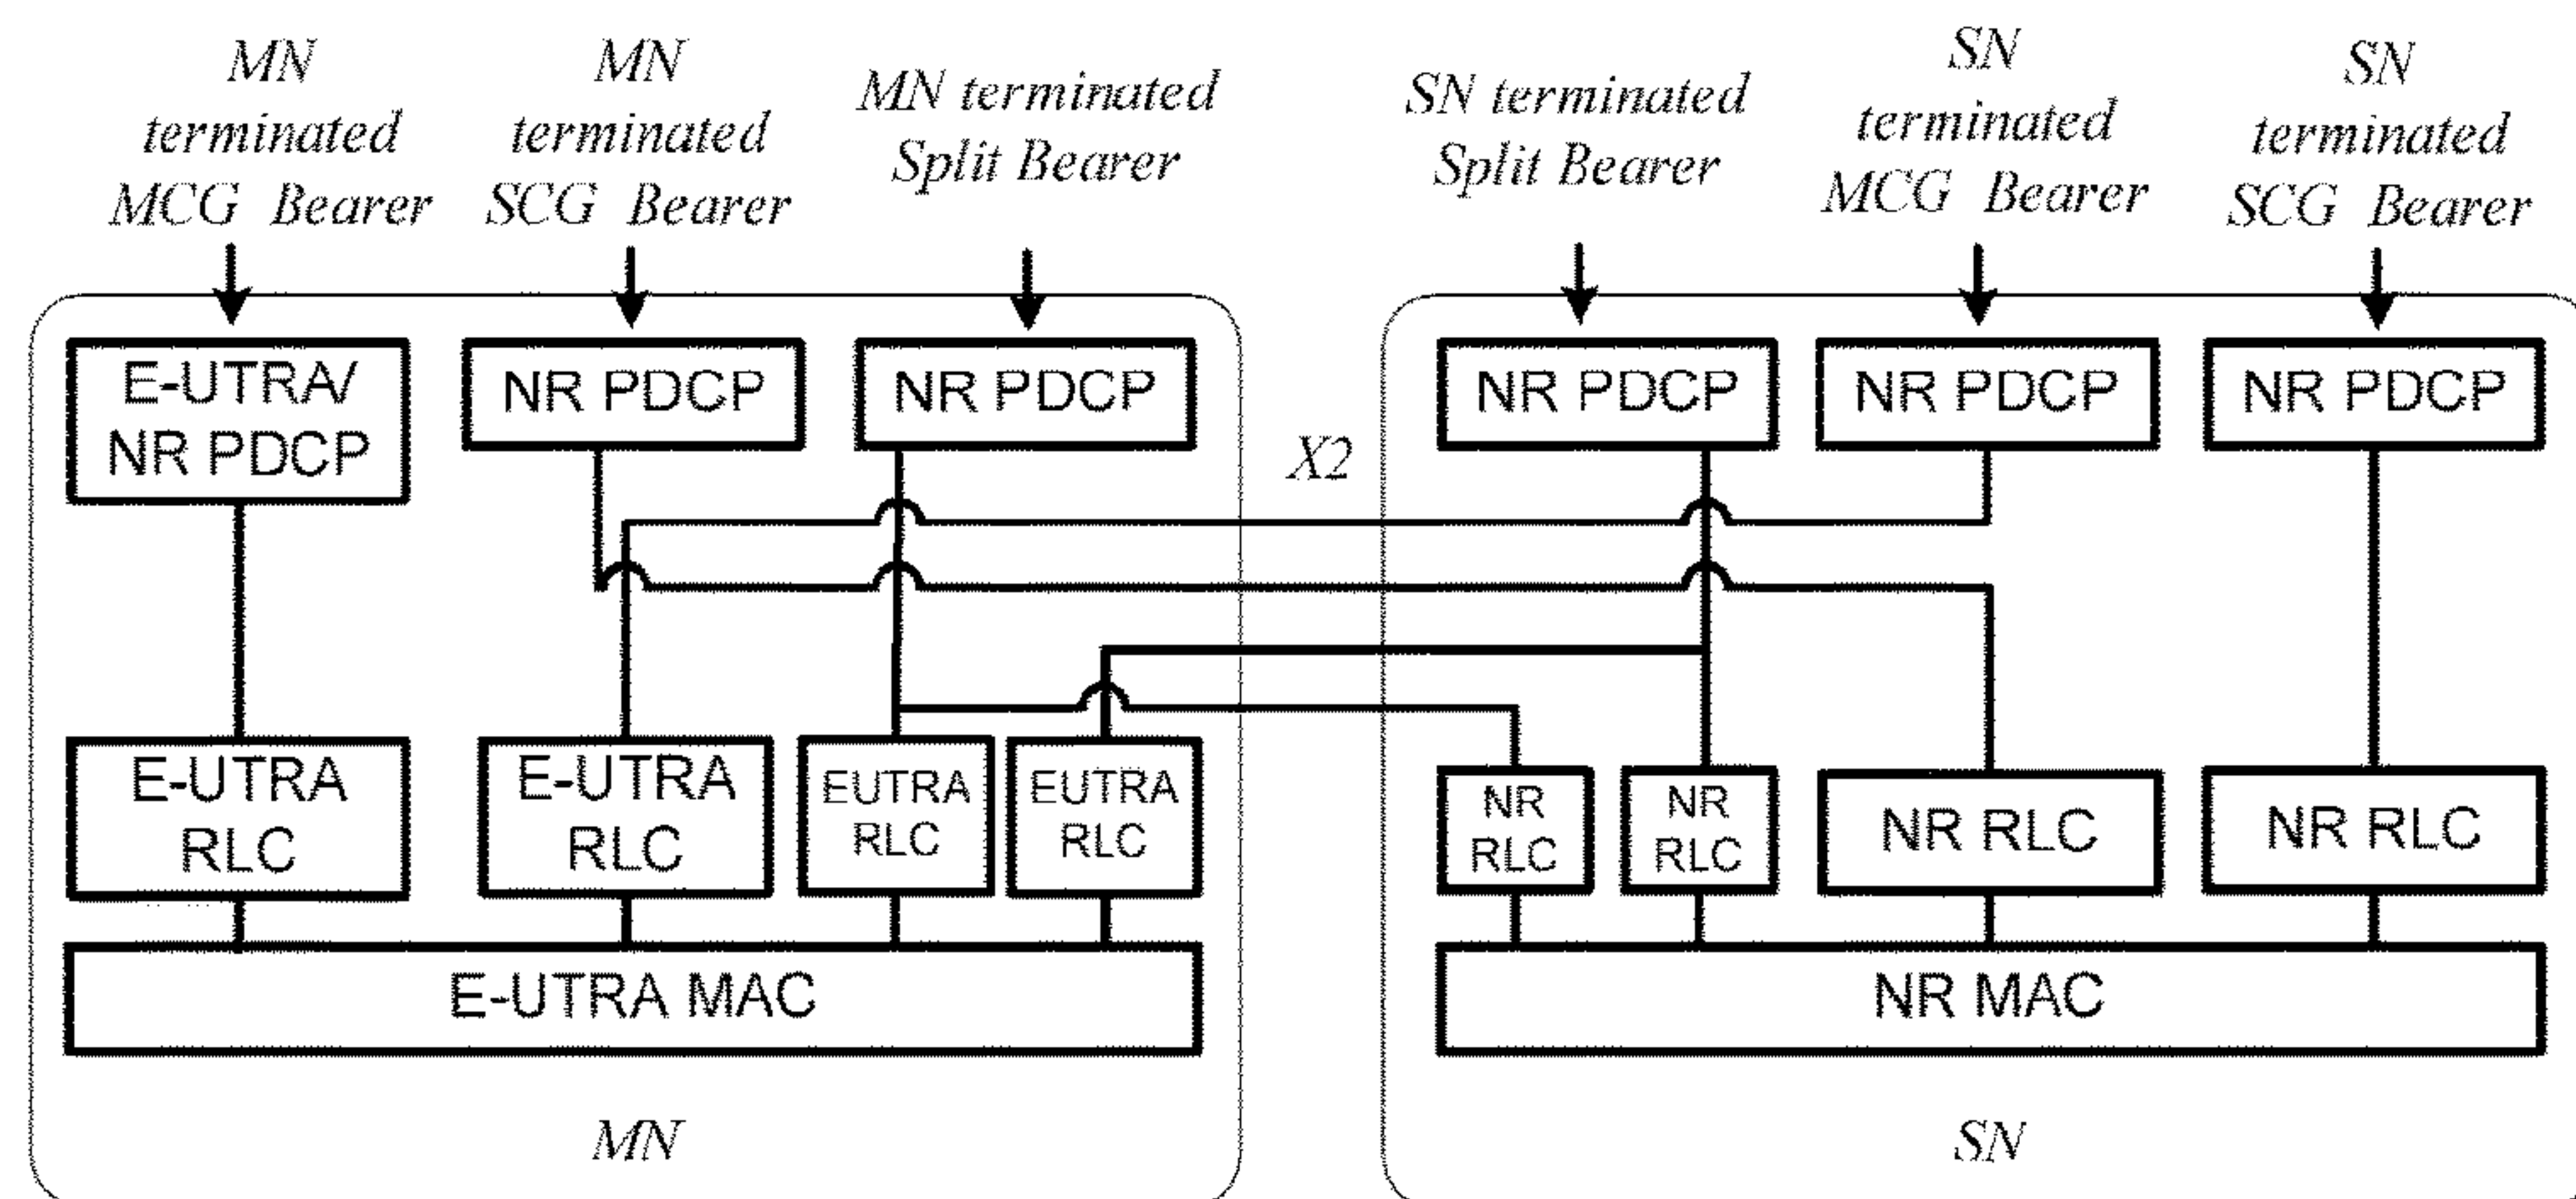 MN
terminated
MCG Bearer
MN
terminated
SCG Bearer
MN terminated
Split Bearer
SN terminated
Split Bearer
SN
terminated
MCG Bearer
SN
terminated
SCG Bearer
E-UTRA/
NR PDCP
NR PDCP
NR PDCP
X2
NR PDCP
NR PDCP
NR PDCP
E-UTRA
RLC
E-UTRA
RLC
EUTRA
RLC
EUTRA
RLC
NR
RLC
NR
RLC
NR RLC
NR RLC
E-UTRA MAC
NR MAC
MN
SN